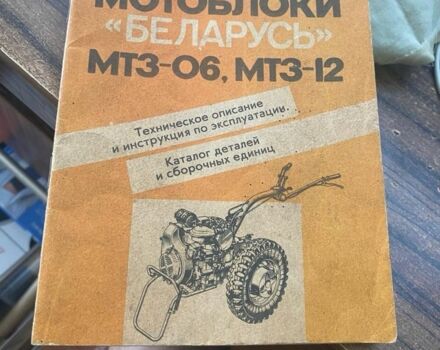 МОТОБЛОКИ
«БЕЛАРУСЬ»
МТЗ-06, МТЗ-12
Техническое описание
и инструкция по эксплуатации.
Каталог деталей
и сборочных единиц